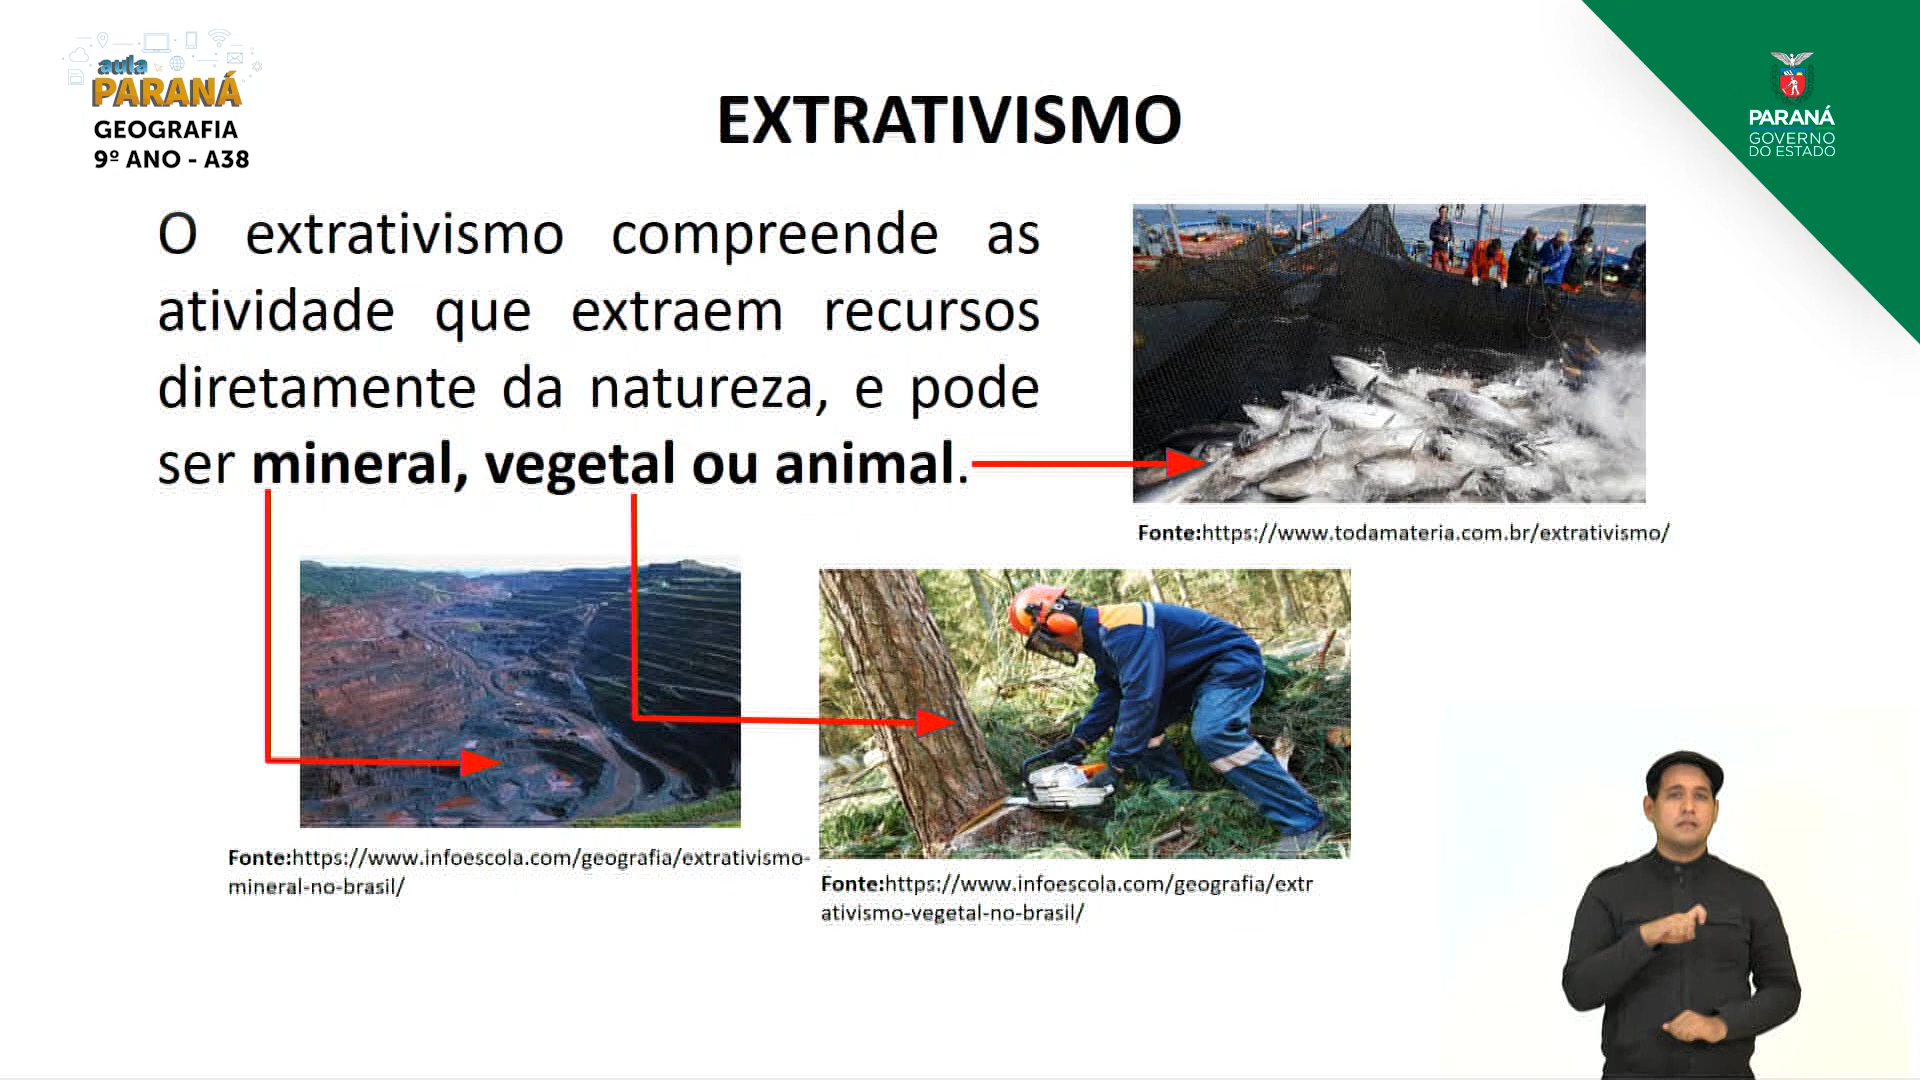 aula
PARANÁ
GEOGRAFIA
9º ANO - A38
EXTRATIVISMO
PARANÁ
GOVERNO
DO ESTADO
O extrativismo compreende as
atividade que extraem recursos
diretamente da natureza, e pode
ser mineral, vegetal ou animal.
Fonte:https://www.todamateria.com.br/extrativismo/
Fonte:https://www.infoescola.com/geografia/extrativismo-
mineral-no-brasil/
Fonte:https://www.infoescola.com/geografia/extr
ativismo-vegetal-no-brasil/